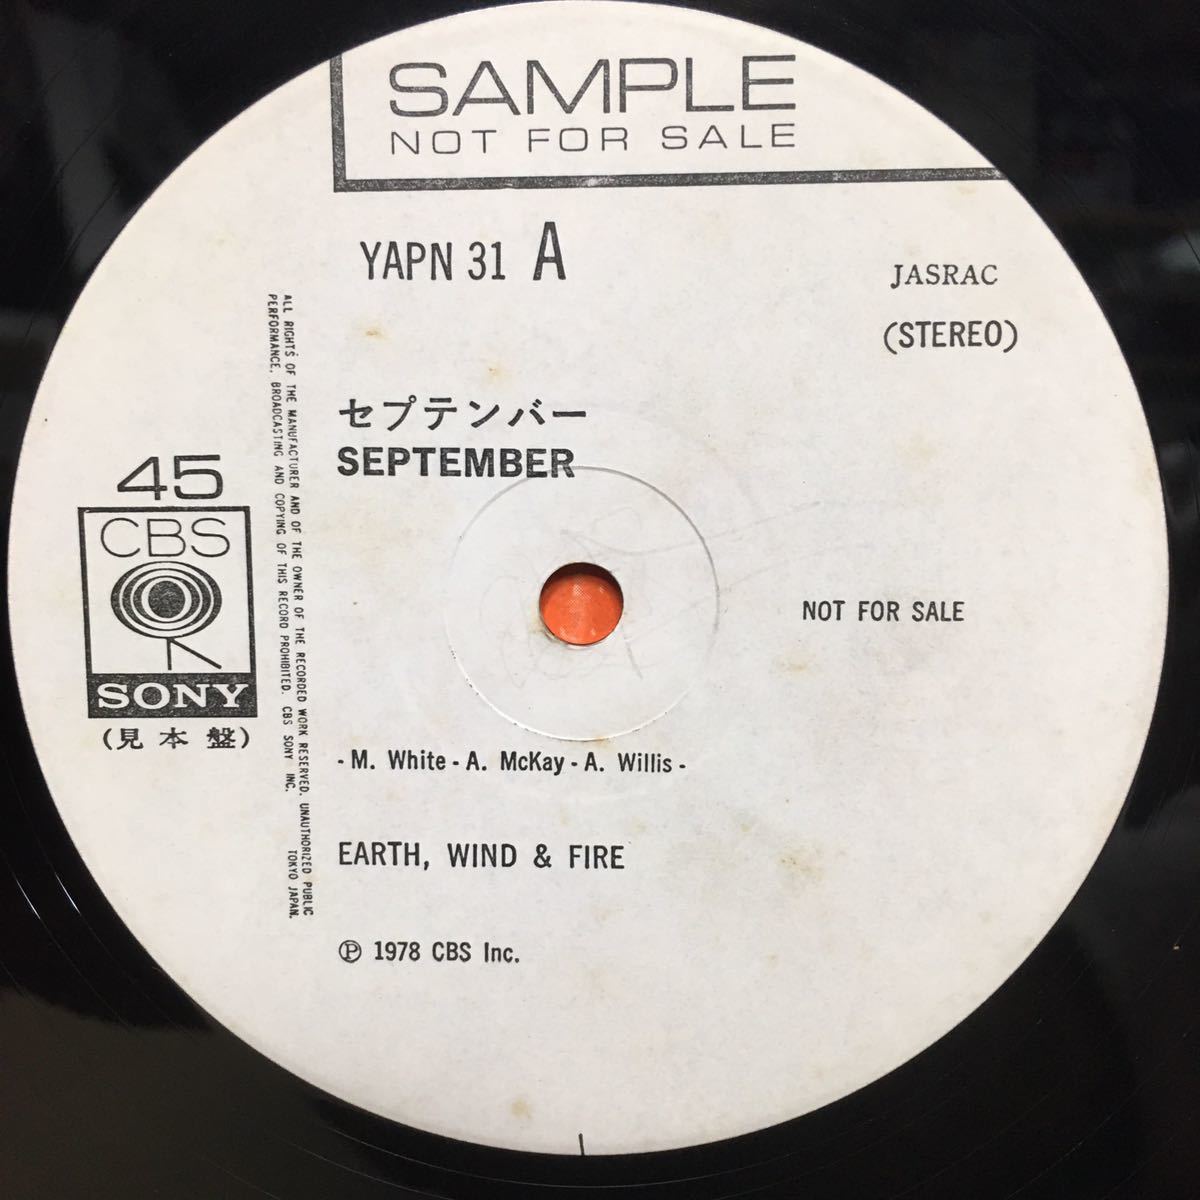 SAMPLE
NOT FOR SALE
YAPN 31 A
JASRAC
(STEREO)
セプテンバー
SEPTEMBER
45
CBS
SONY
(見本盤)
ALL RIGHTS OF THE MANUFACTURER AND OF THE OWNER OF THE RECORDED WORK RESERVED. UNAUTHORIZED PUBLIC
PERFORMANCE, BROADCASTING AND COPYING OF THIS RECORD PROHIBITED. CBS SONY INC. TOKYO JAPAN.
NOT FOR SALE
- M. White - A. McKay - A. Willis -
EARTH, WIND & FIRE
℗ 1978 CBS Inc.